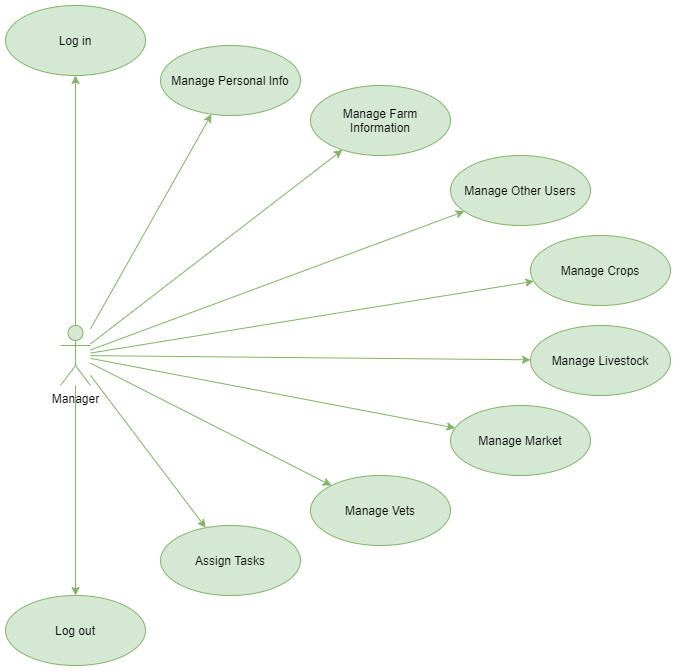 Log in
Manage Personal Info
Manage Farm
Information
Manage Other Users
Manage Crops
Manage Livestock
Manager
Manage Market
Manage Vets
Assign Tasks
Log out